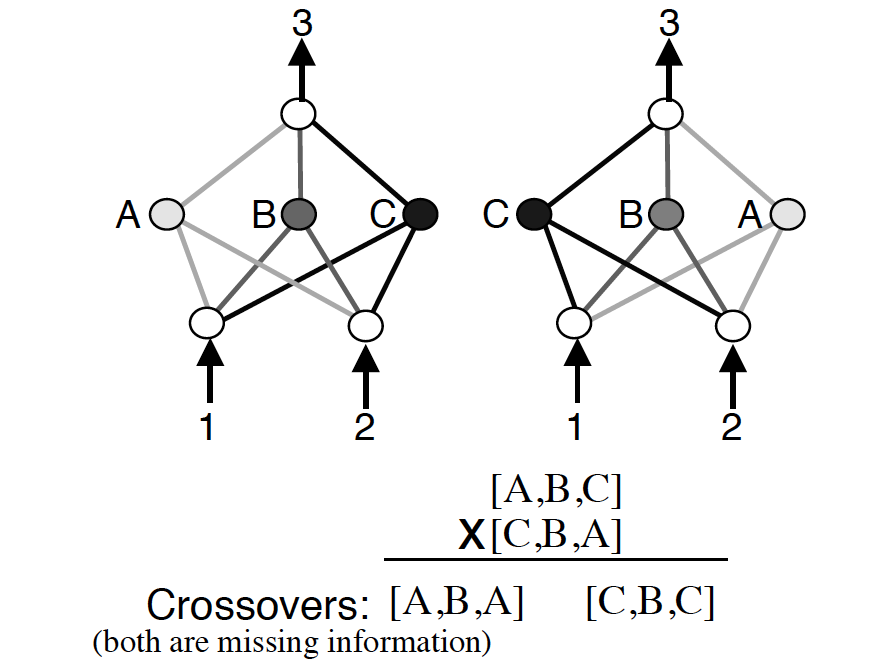 3 3
A B C C B A
1 2 1 2
[A,B,C]
X[C,B,A]
Crossovers: [A,B,A] [C,B,C]
(both are missing information)